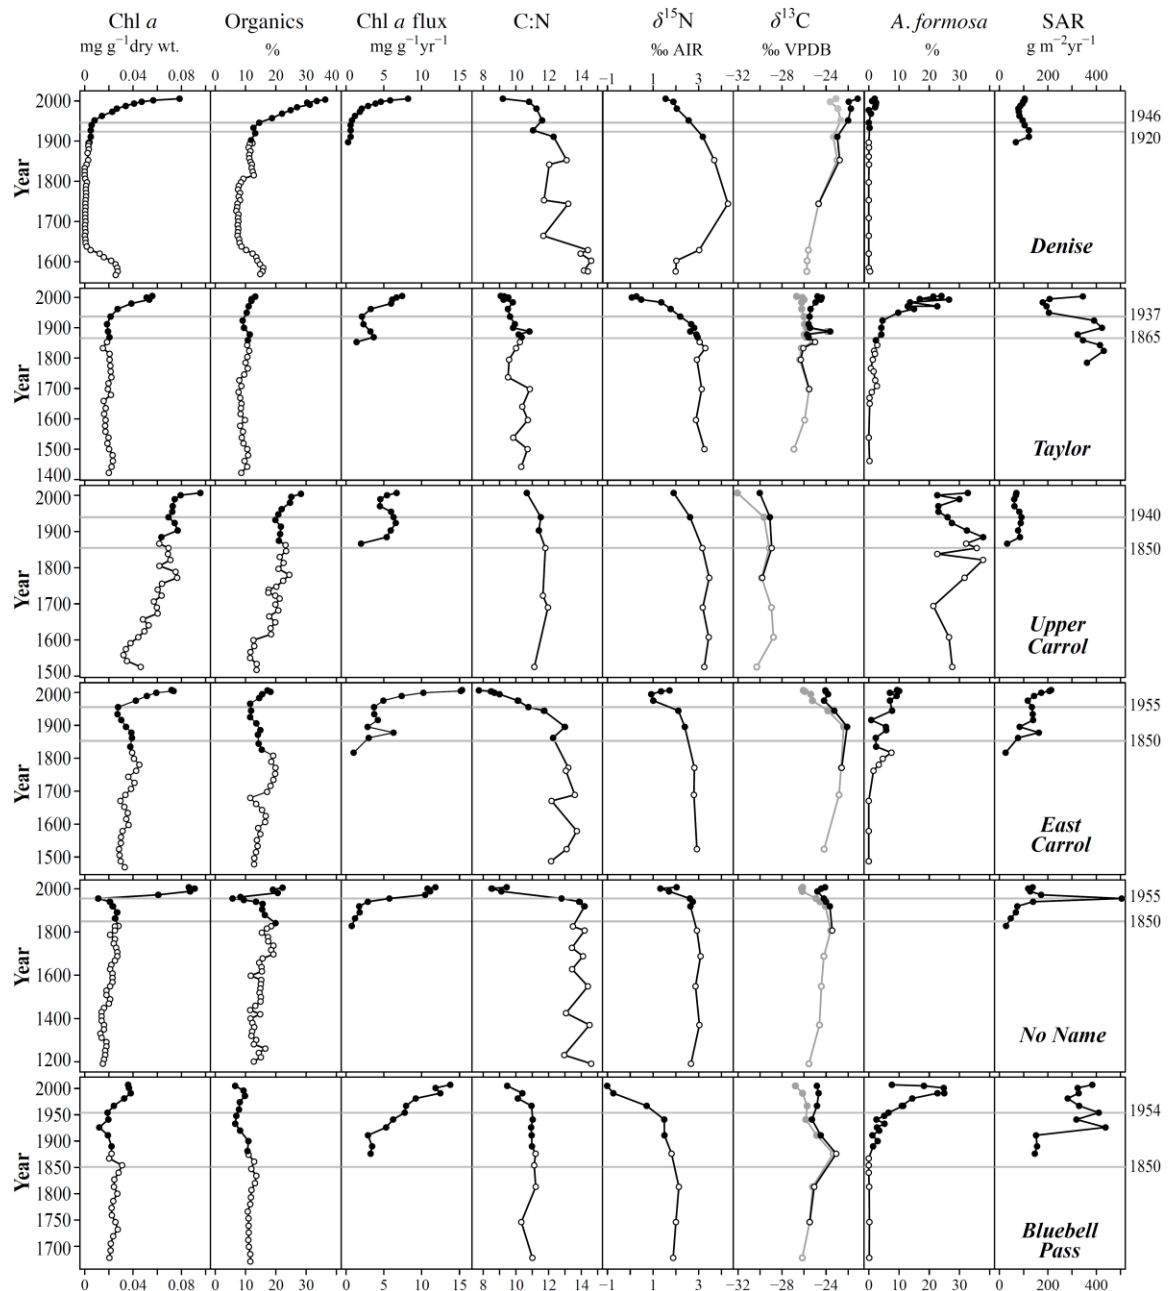 Chl a Organics Chl a flux C:N δ15N δ13C A. formosa SAR
mg g−1dry wt. % mg g−1yr−1 ‰ AIR ‰ VPDB % g m−2yr−1
0 0.04 0.08 0 10 20 30 40 0 5 10 15 8 10 12 14 −1 1 3 −32 −28 −24 0 10 20 30 0 200 400
Year
2000
1900
1800
1700
1600
1946
1920
Denise
Year
2000
1900
1800
1700
1600
1500
1400
1937
1865
Taylor
Year
2000
1900
1800
1700
1600
1500
1940
1850
Upper
Carrol
Year
2000
1900
1800
1700
1600
1500
1955
1850
East
Carrol
Year
2000
1800
1600
1400
1200
1955
1850
No Name
Year
2000
1950
1900
1850
1800
1750
1700
1954
1850
Bluebell
Pass
0 0.04 0.08 0 10 20 30 0 5 10 15 8 10 12 14 −1 1 3 −32 −28 −24 0 10 20 30 0 200 400